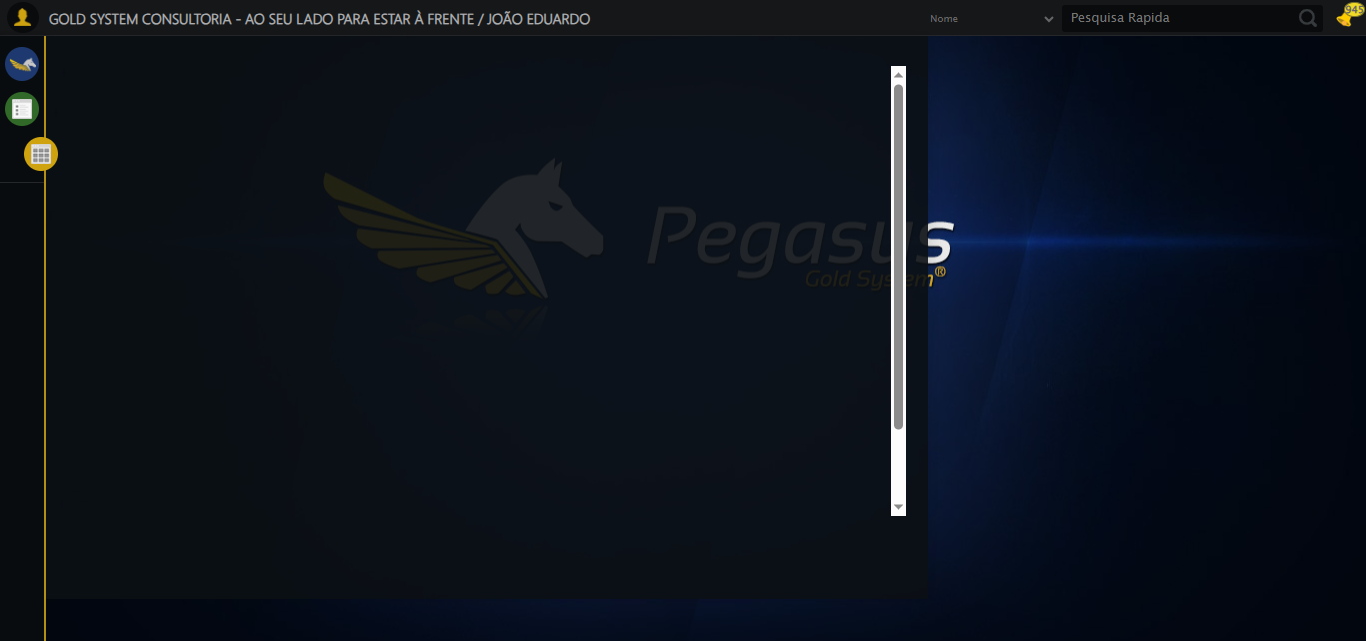 GOLD SYSTEM CONSULTORIA - AO SEU LADO PARA ESTAR À FRENTE / JOÃO EDUARDO
Nome
Pesquisa Rapida
945
Pegasus
Gold System®